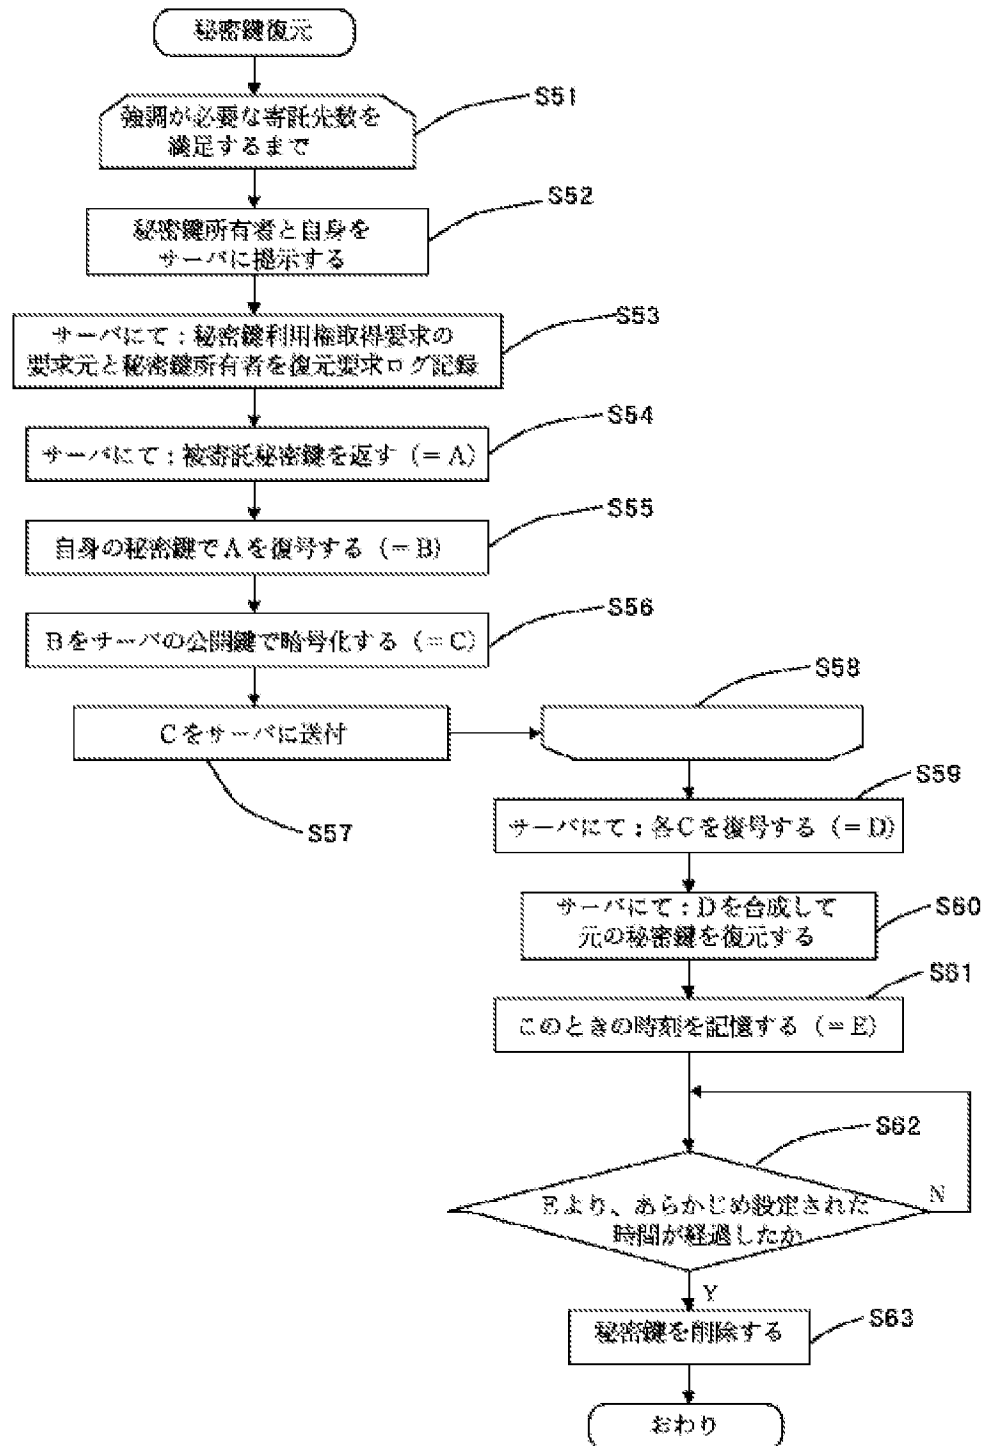 秘密鍵復元
S51
強調が必要な寄託先数を
満足するまで
S52
秘密鍵所有者と自身を
サーバに提示する
S53
サーバにて：秘密鍵利用権取得要求の
要求元と秘密鍵所有者を復元要求ログ記録
S54
サーバにて：被寄託秘密鍵を返す（＝A）
S55
自身の秘密鍵でAを復号する（＝B）
S56
Bをサーバの公開鍵で暗号化する（＝C）
Cをサーバに送付
S57
S58
S59
サーバにて：各Cを復号する（＝D）
S60
サーバにて：Dを合成して
元の秘密鍵を復元する
S61
このときの時刻を記憶する（＝E）
S62
Eより、あらかじめ設定された
時間が経過したか
N
Y
S63
秘密鍵を削除する
おわり